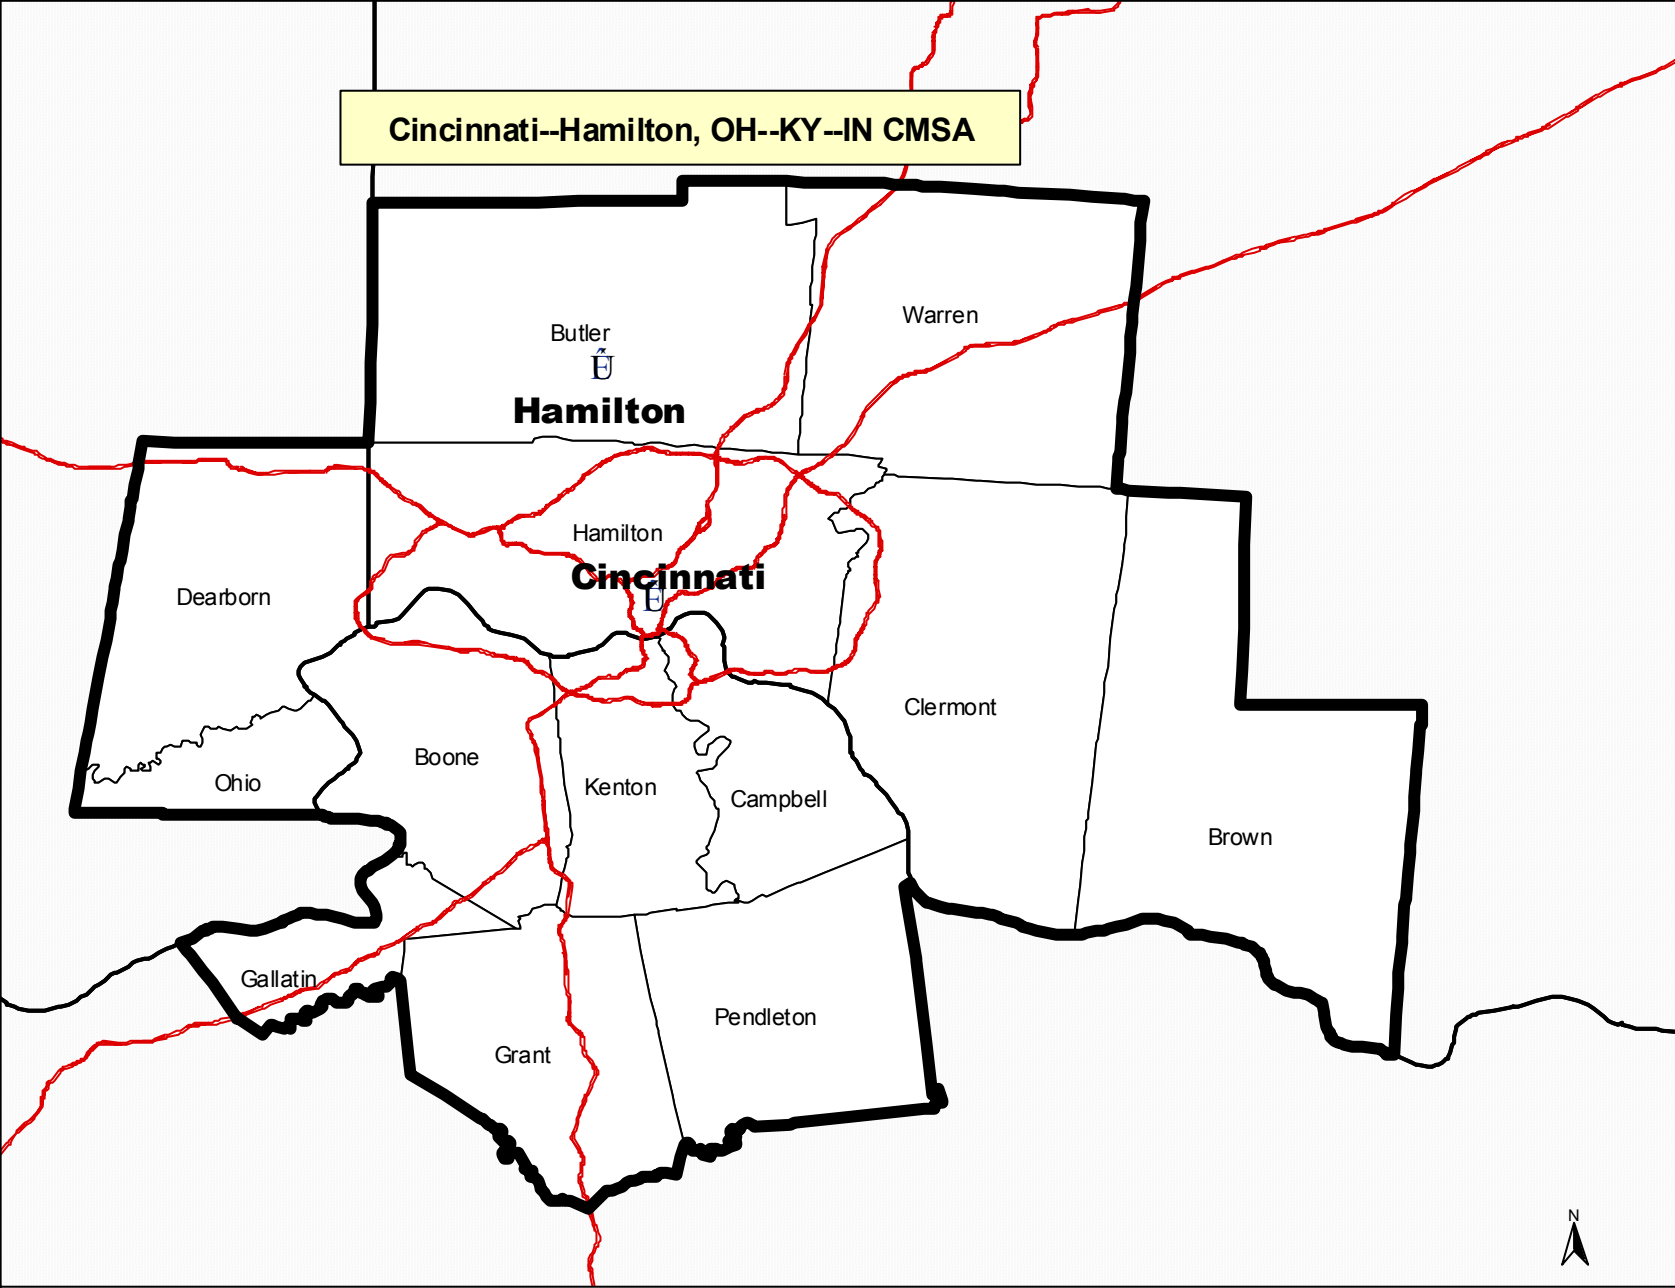 Cincinnati--Hamilton, OH--KY--IN CMSA
Warren
Butler
Hamilton
Hamilton
Cincinnati
Dearborn
Clermont
Boone
Ohio
Kenton
Campbell
Brown
Gallatin
Pendleton
Grant
N